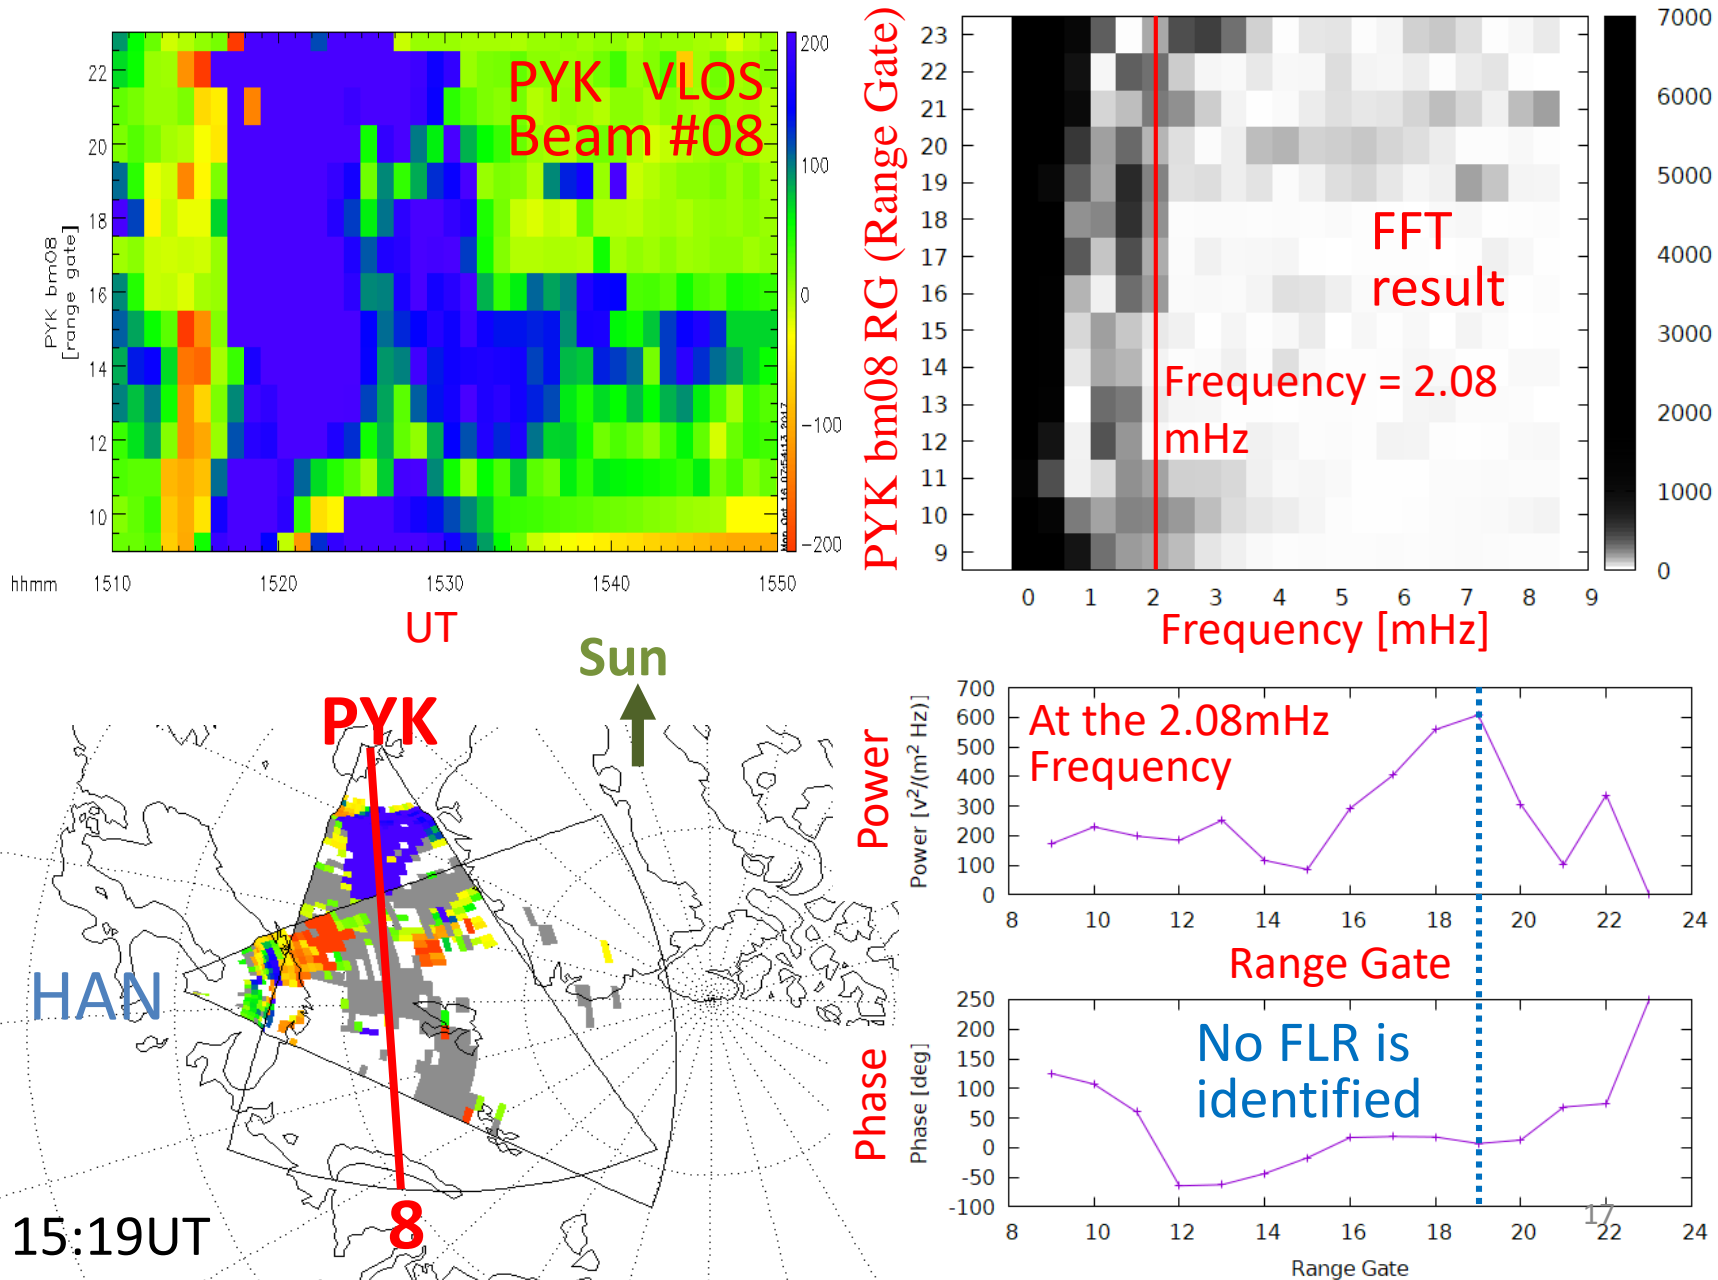 PYK VLOS
Beam #08
200
100
0
-100
-200
22
20
18
16
14
12
10
PYK bm08
[range gate]
Mon Oct 16 07:54:13 2017
hhmm
1510
1520
1530
1540
1550
UT
PYK bm08 RG (Range Gate)
23
22
21
20
19
18
17
16
15
14
13
12
11
10
9
FFT
result
Frequency = 2.08
mHz
0 1 2 3 4 5 6 7 8 9
Frequency [mHz]
7000
6000
5000
4000
3000
2000
1000
0
Sun
PYK
HAN
8
15:19UT
Power
Power [v²/(m² Hz)]
700
600
500
400
300
200
100
0
At the 2.08mHz
Frequency
8 10 12 14 16 18 20 22 24
Range Gate
Phase
Phase [deg]
250
200
150
100
50
0
-50
-100
No FLR is
identified
17
8 10 12 14 16 18 20 22 24
Range Gate